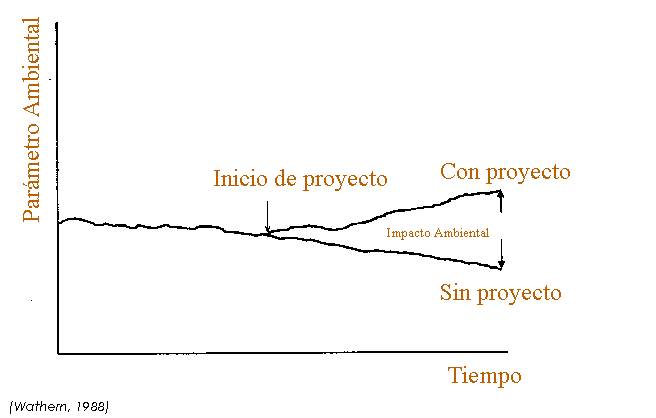 Parámetro Ambiental
Con proyecto
Inicio de proyecto
Impacto Ambiental
Sin proyecto
Tiempo
(Wathern, 1988)